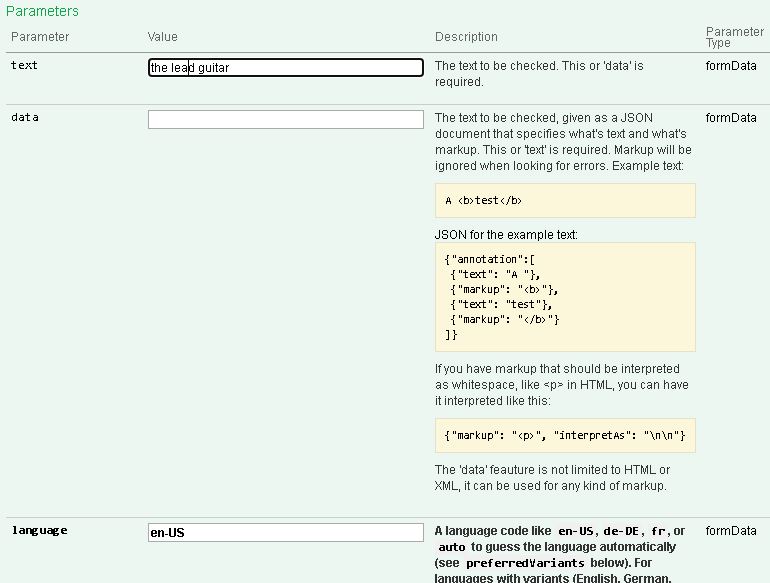 Parameters
Parameter Value Description Parameter Type
text the lead guitar The text to be checked. This or 'data' is required. formData
data The text to be checked, given as a JSON formData
document that specifies what's text and what's
markup. This or 'text' is required. Markup will be
ignored when looking for errors. Example text:
A <b>test</b>
JSON for the example text:
{"annotation":[
{"text": "A "},
{"markup": "<b>"},
{"text": "test"},
{"markup": "</b>"}
]}
If you have markup that should be interpreted
as whitespace, like <p> in HTML, you can have
it interpreted like this:
{"markup": "<p>", "interpretAs": "\n\n"}
The 'data' feauture is not limited to HTML or
XML, it can be used for any kind of markup.
language en-US A language code like en-US, de-DE, fr, or formData
auto to guess the language automatically
(see preferredVariants below). For
languages with variants (English, German,